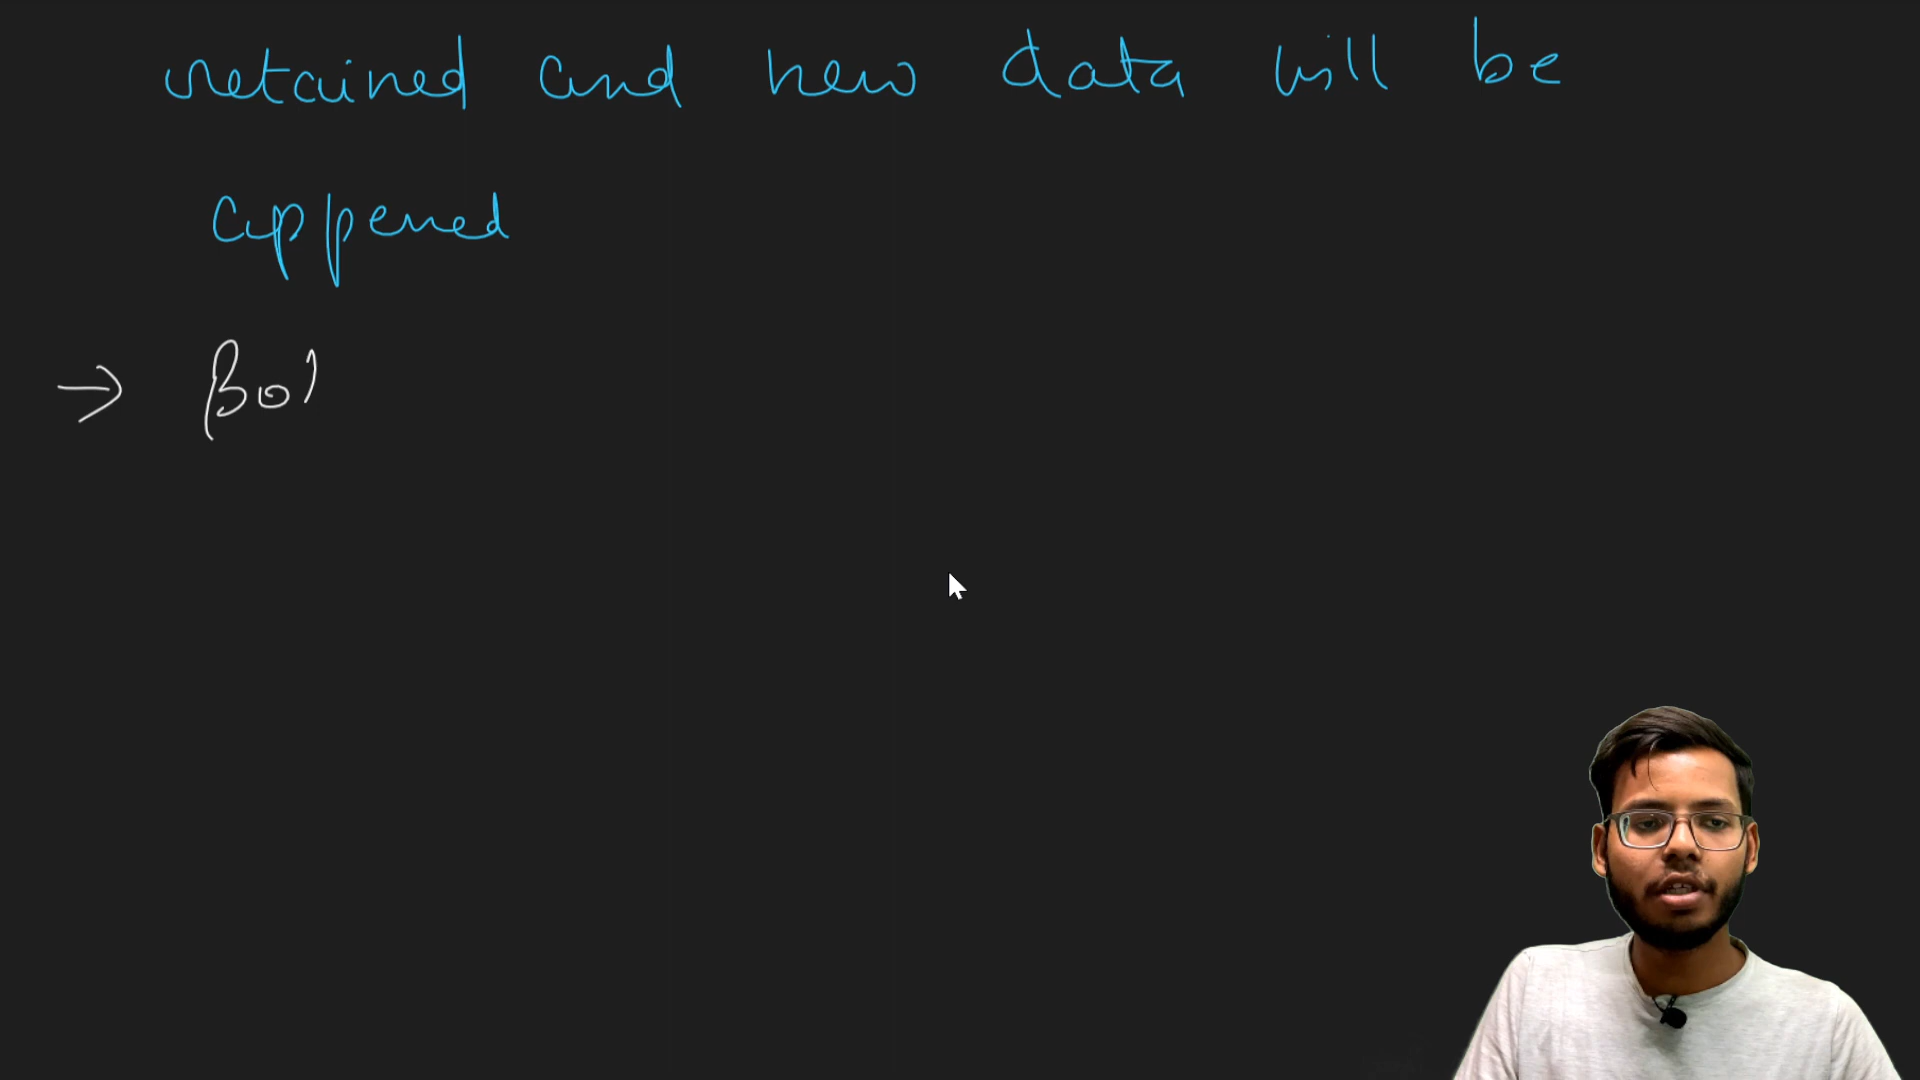 retained and new data will be
appened
→ Bo